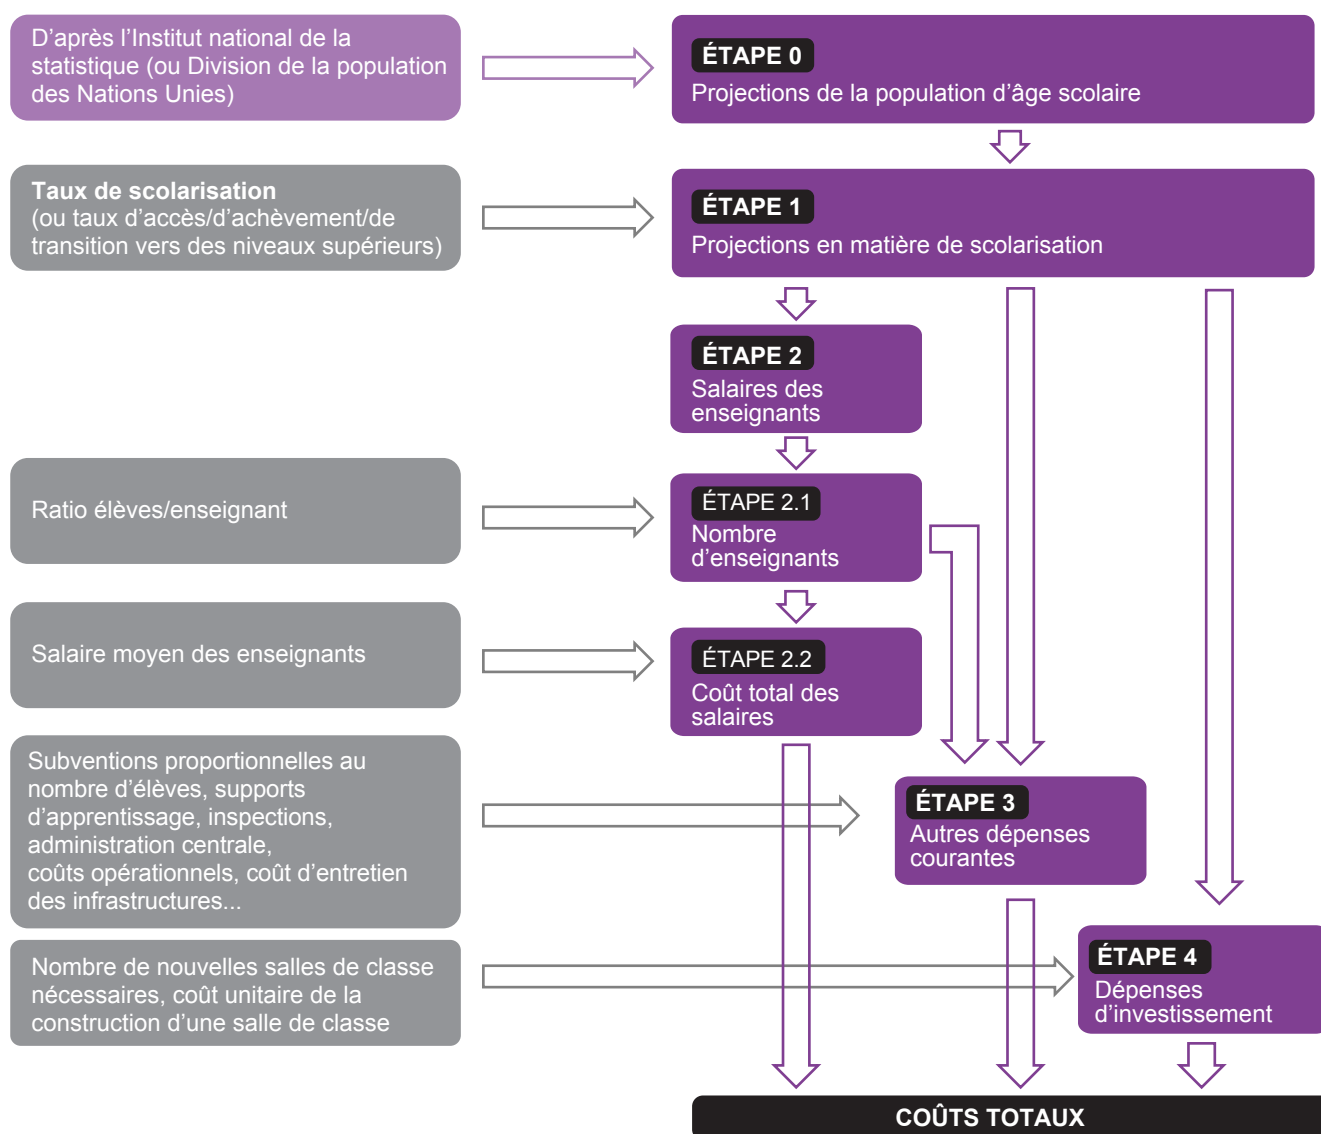 D’après l’Institut national de la
statistique (ou Division de la population
des Nations Unies)
ÉTAPE 0
Projections de la population d’âge scolaire
Taux de scolarisation
(ou taux d’accès/d’achèvement/de
transition vers des niveaux supérieurs)
ÉTAPE 1
Projections en matière de scolarisation
ÉTAPE 2
Salaires des
enseignants
Ratio élèves/enseignant
ÉTAPE 2.1
Nombre
d’enseignants
Salaire moyen des enseignants
ÉTAPE 2.2
Coût total des
salaires
Subventions proportionnelles au
nombre d’élèves, supports
d’apprentissage, inspections,
administration centrale,
coûts opérationnels, coût d’entretien
des infrastructures...
ÉTAPE 3
Autres dépenses
courantes
Nombre de nouvelles salles de classe
nécessaires, coût unitaire de la
construction d’une salle de classe
ÉTAPE 4
Dépenses
d’investissement
COÛTS TOTAUX